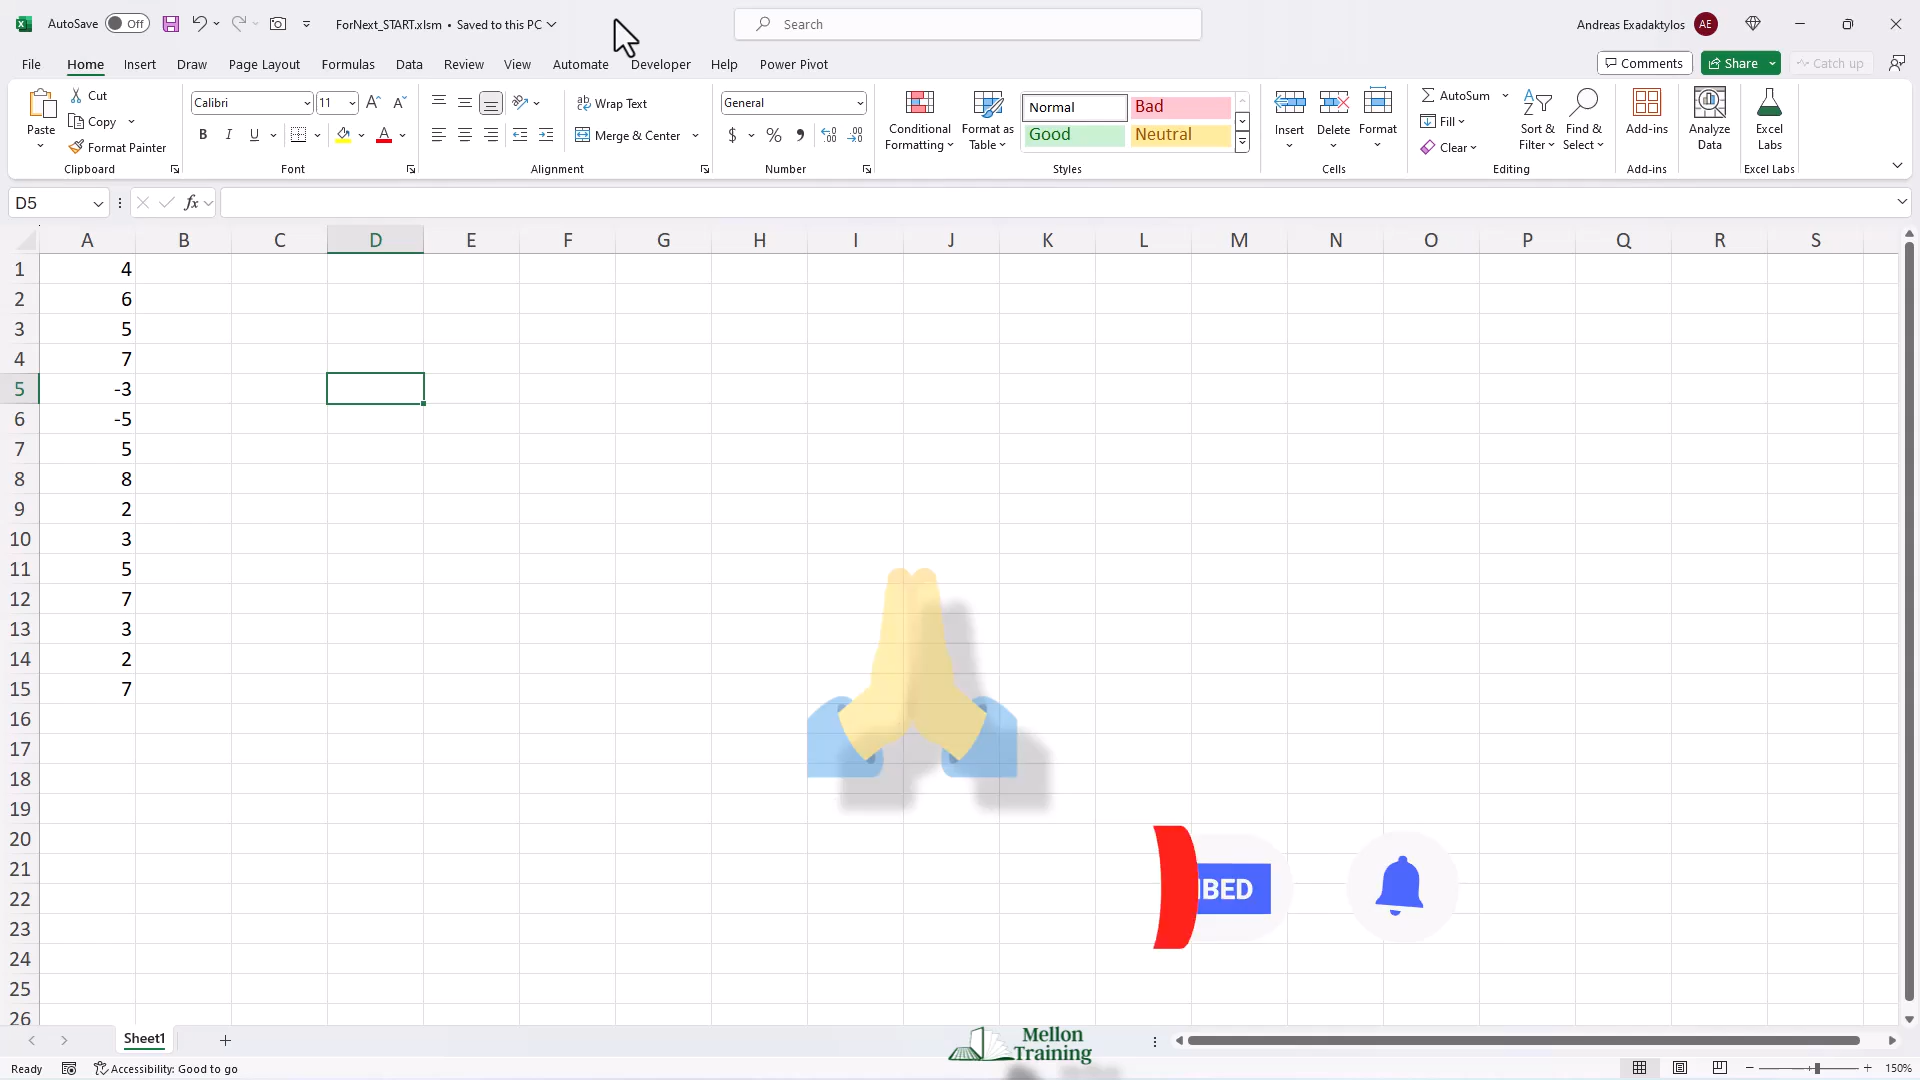 AutoSave Off ForNext_START.xlsm • Saved to this PC Search Andreas Exadaktylos AE
File Home Insert Draw Page Layout Formulas Data Review View Automate Developer Help Power Pivot Comments Share Catch up
Paste Cut Copy Format Painter Clipboard
Calibri 11 B I U A Font
Wrap Text Merge & Center Alignment
General $ % Number
Conditional Formatting Format as Table Normal Bad Good Neutral Styles
Insert Delete Format Cells
AutoSum Fill Clear Sort & Filter Find & Select Editing
Add-ins Add-ins
Analyze Data
Excel Labs Excel Labs
D5 fx
A B C D E F G H I J K L M N O P Q R S
1 4
2 6
3 5
4 7
5 -3
6 -5
7 5
8 8
9 2
10 3
11 5
12 7
13 3
14 2
15 7
16
17
18
19
20
21
22 BED
23
24
25
26
Sheet1 Mellon
Training
Ready Accessibility: Good to go 150%